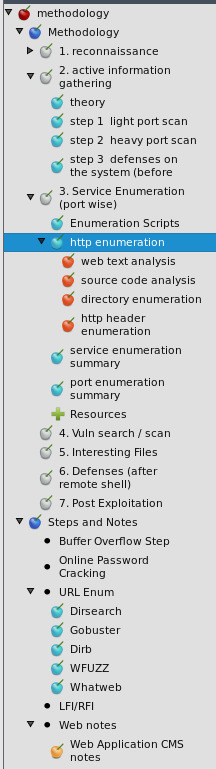 methodology
Methodology
1. reconnaissance
2. active information
gathering
theory
step 1 light port scan
step 2 heavy port scan
step 3 defenses on
the system (before
3. Service Enumeration
(port wise)
Enumeration Scripts
http enumeration
web text analysis
source code analysis
directory enumeration
http header
enumeration
service enumeration
summary
port enumeration
summary
Resources
4. Vuln search / scan
5. Interesting Files
6. Defenses (after
remote shell)
7. Post Exploitation
Steps and Notes
Buffer Overflow Step
Online Password
Cracking
URL Enum
Dirsearch
Gobuster
Dirb
WFUZZ
Whatweb
LFI/RFI
Web notes
Web Application CMS
notes